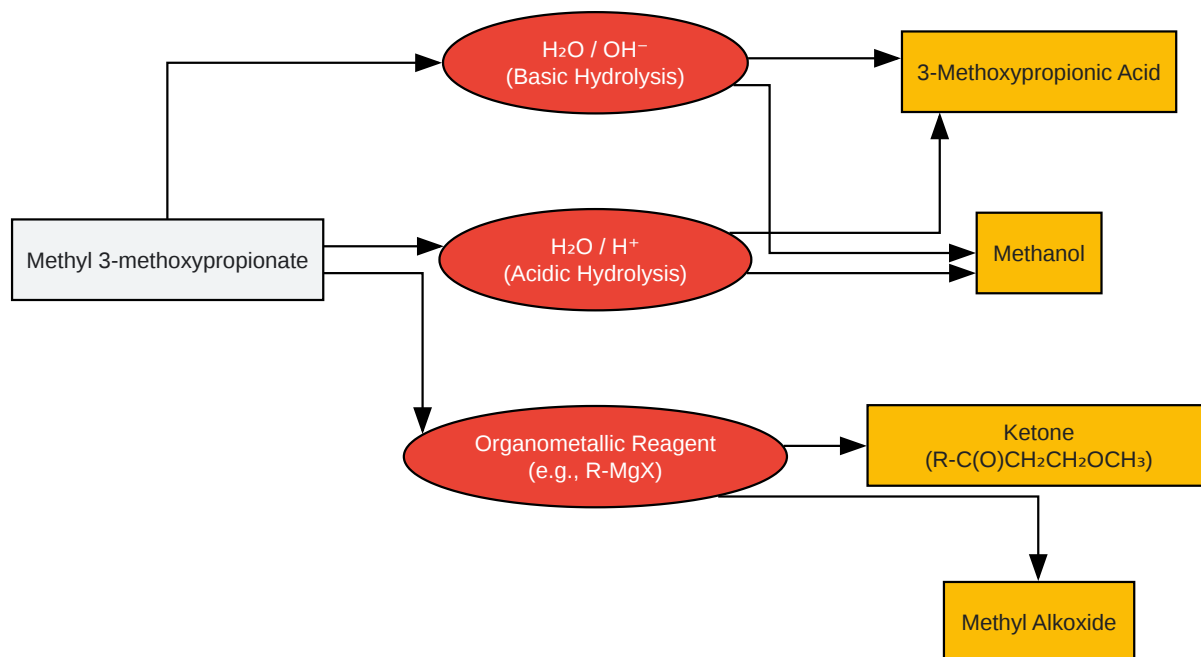 H₂O / OH⁻
(Basic Hydrolysis)
3-Methoxypropionic Acid
Methyl 3-methoxypropionate
H₂O / H⁺
(Acidic Hydrolysis)
Methanol
Organometallic Reagent
(e.g., R-MgX)
Ketone
(R-C(O)CH₂CH₂OCH₃)
Methyl Alkoxide